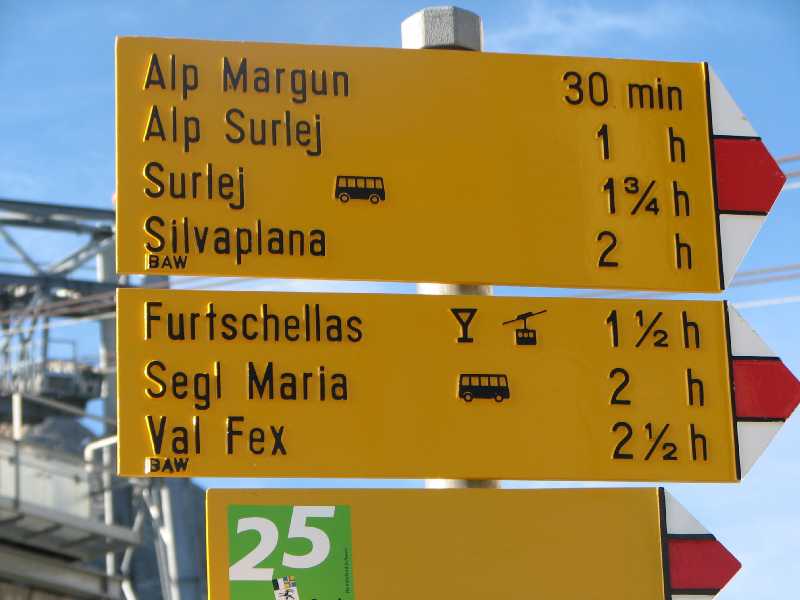 Alp Margun 30 min
Alp Surlej 1 h
Surlej 1¾ h
Silvaplana 2 h
BAW
Furtschellas 1½ h
Segl Maria 2 h
Val Fex 2½ h
BAW
25